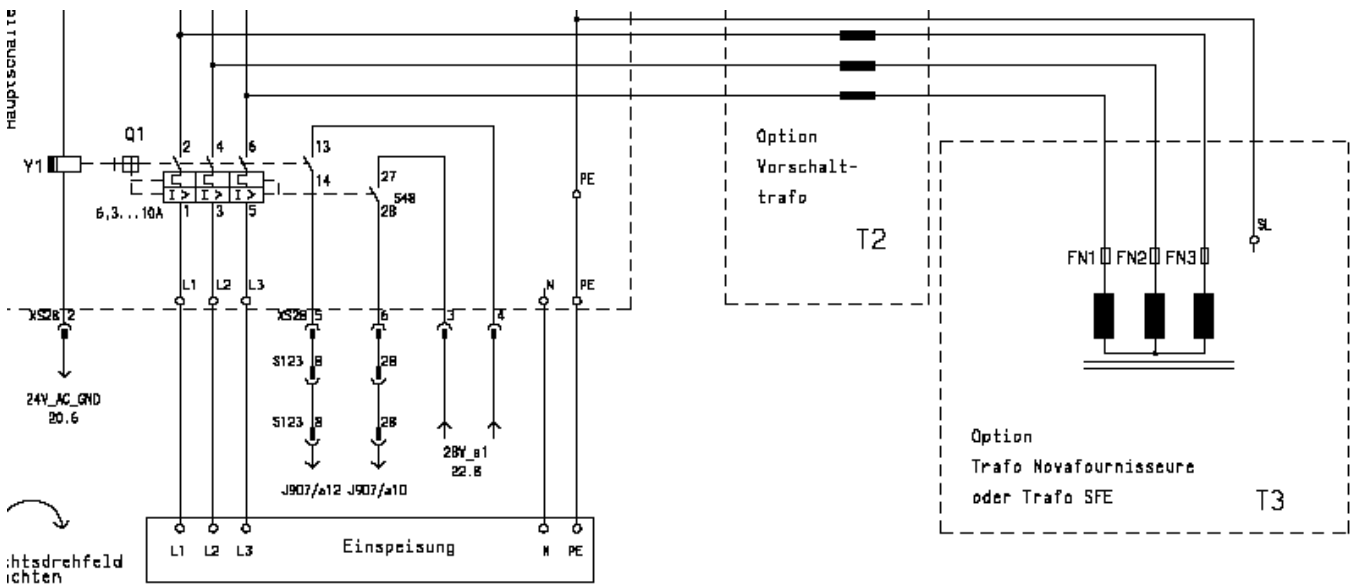 Hauptschalte
Q1
2
4
6
13
Option
Vorschalt-
trafo
T2
Y1
14
27
S48
28
PE
I >
I >
I >
6,3...10A
1
3
5
SL
FN1
FN2
FN3
L1
L2
L3
N
PE
XS28
2
XS28
5
6
3
4
S123
8
28
24V_AC_GND
20.6
S123
8
28
28V_a1
22.8
J907/a12
J907/a10
Option
Trafo Novafournisseure
oder Trafo SFE
T3
L1
L2
L3
Einspeisung
N
PE
chtsdrehfeld
achten